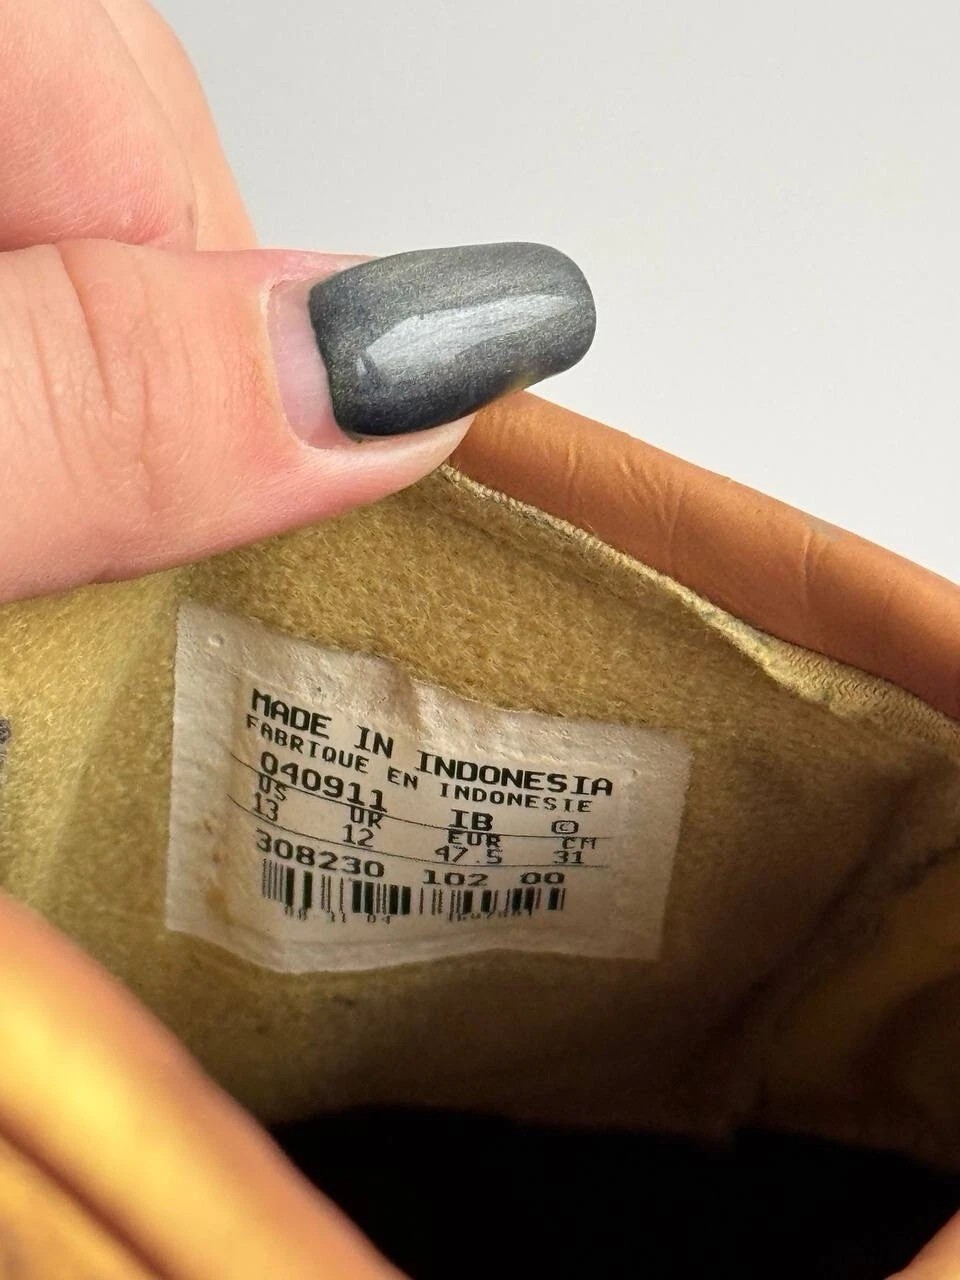 MADE IN INDONESIA
FABRIQUE EN INDONESIE
040911 IB ©
US UK EUR CM
13 12 47.5 31
308230 102 00